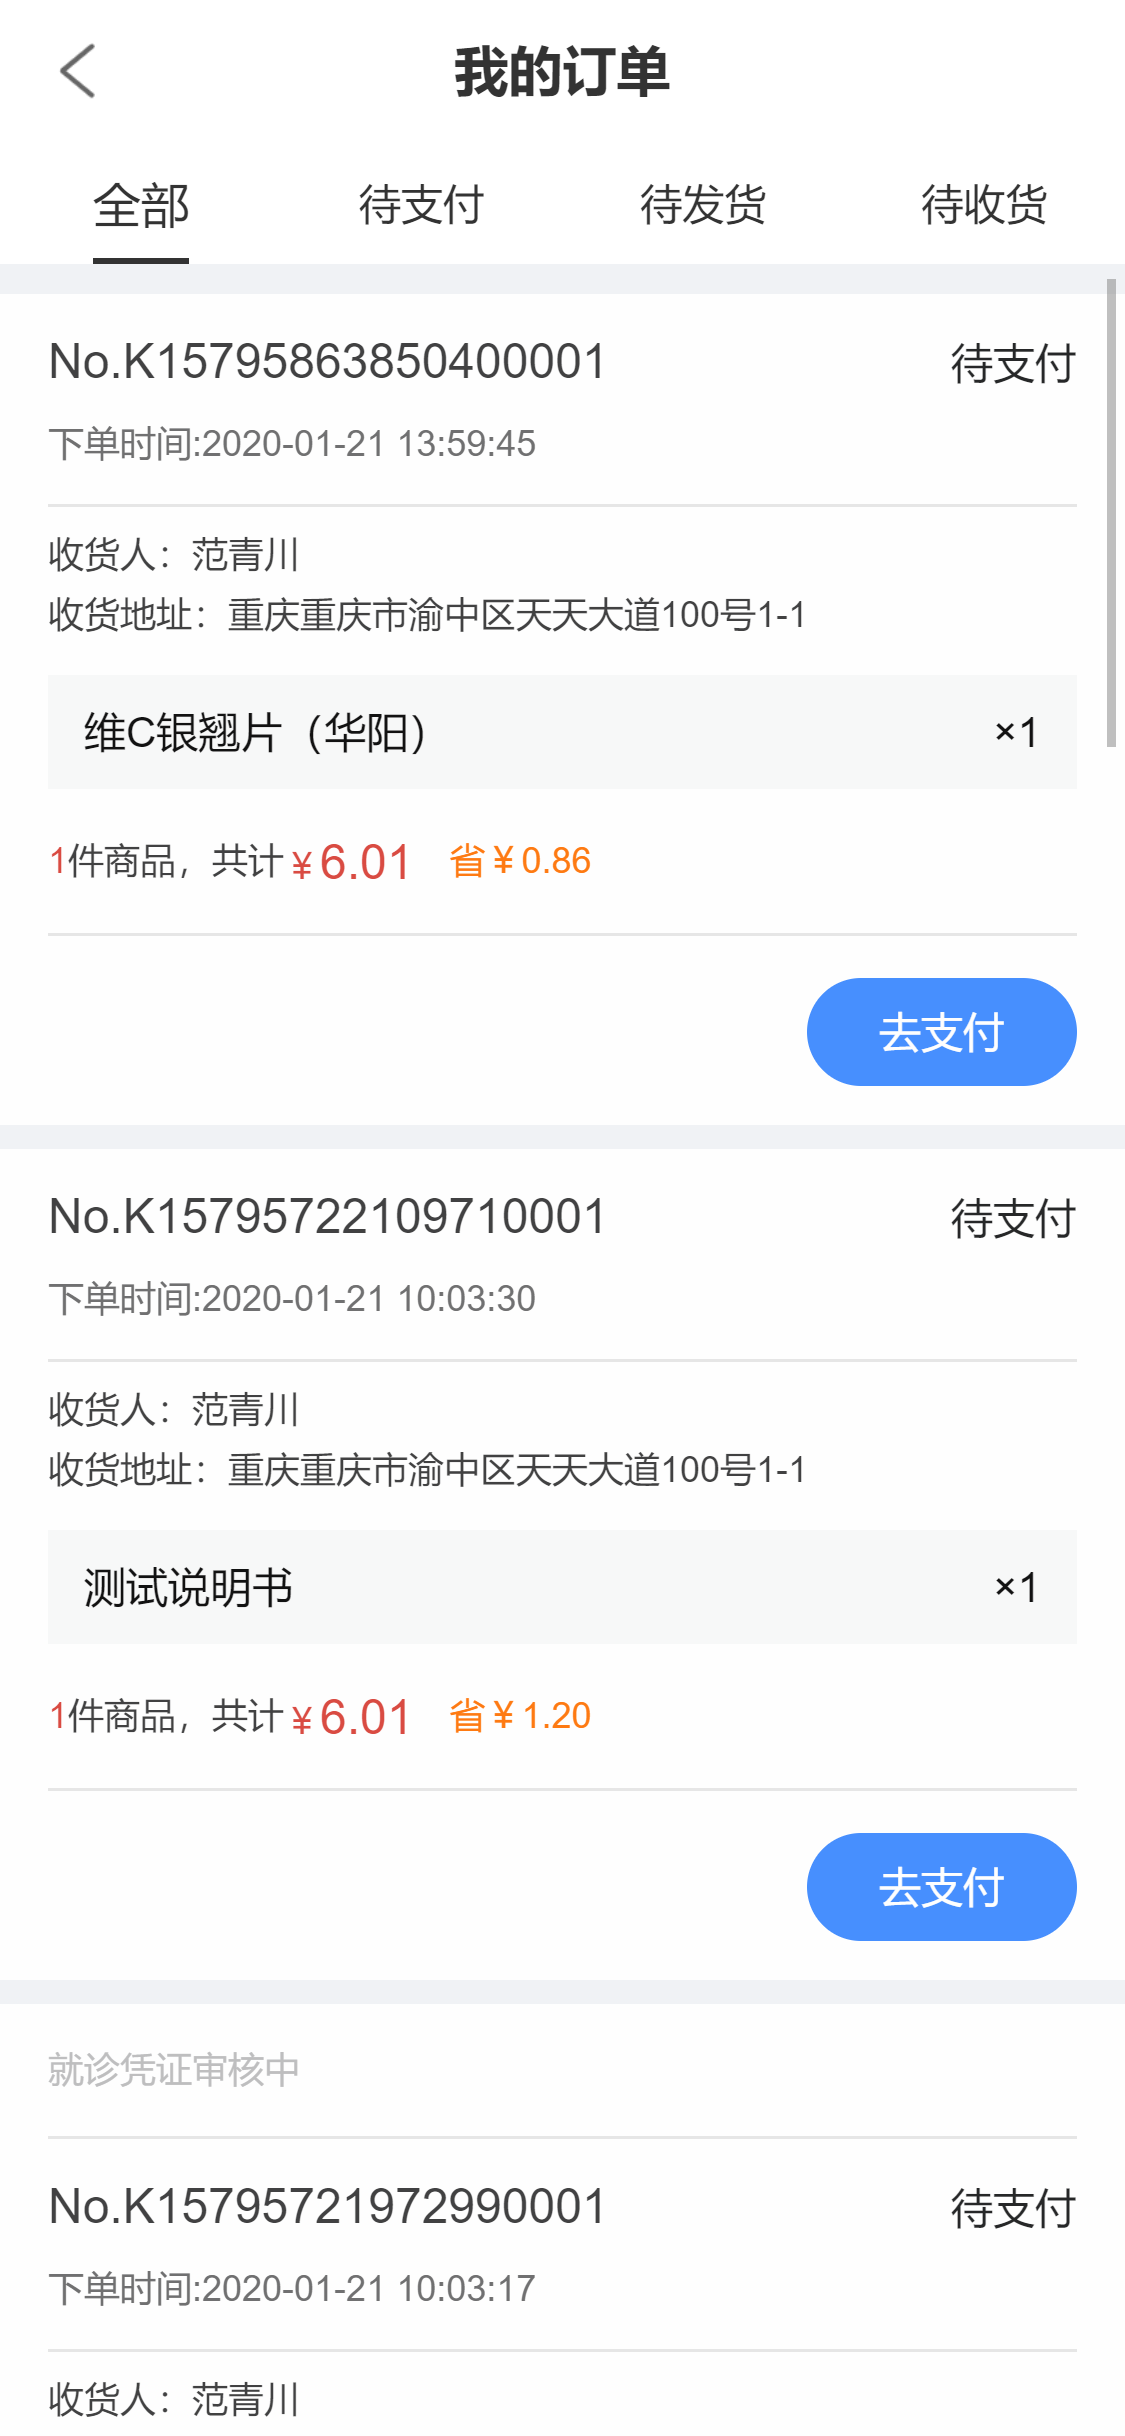 我的订单
全部 待支付 待发货 待收货
No.K157958638504000​01 待支付
下单时间:2020-01-21 13:59:45
收货人：范青川
收货地址：重庆重庆市渝中区天天大道100号1-1
维C银翘片（华阳） ×1
1件商品，共计￥6.01 省￥0.86
去支付
No.K15795722109710001 待支付
下单时间:2020-01-21 10:03:30
收货人：范青川
收货地址：重庆重庆市渝中区天天大道100号1-1
测试说明书 ×1
1件商品，共计￥6.01 省￥1.20
去支付
就诊凭证审核中
No.K15795721972990001 待支付
下单时间:2020-01-21 10:03:17
收货人：范青川